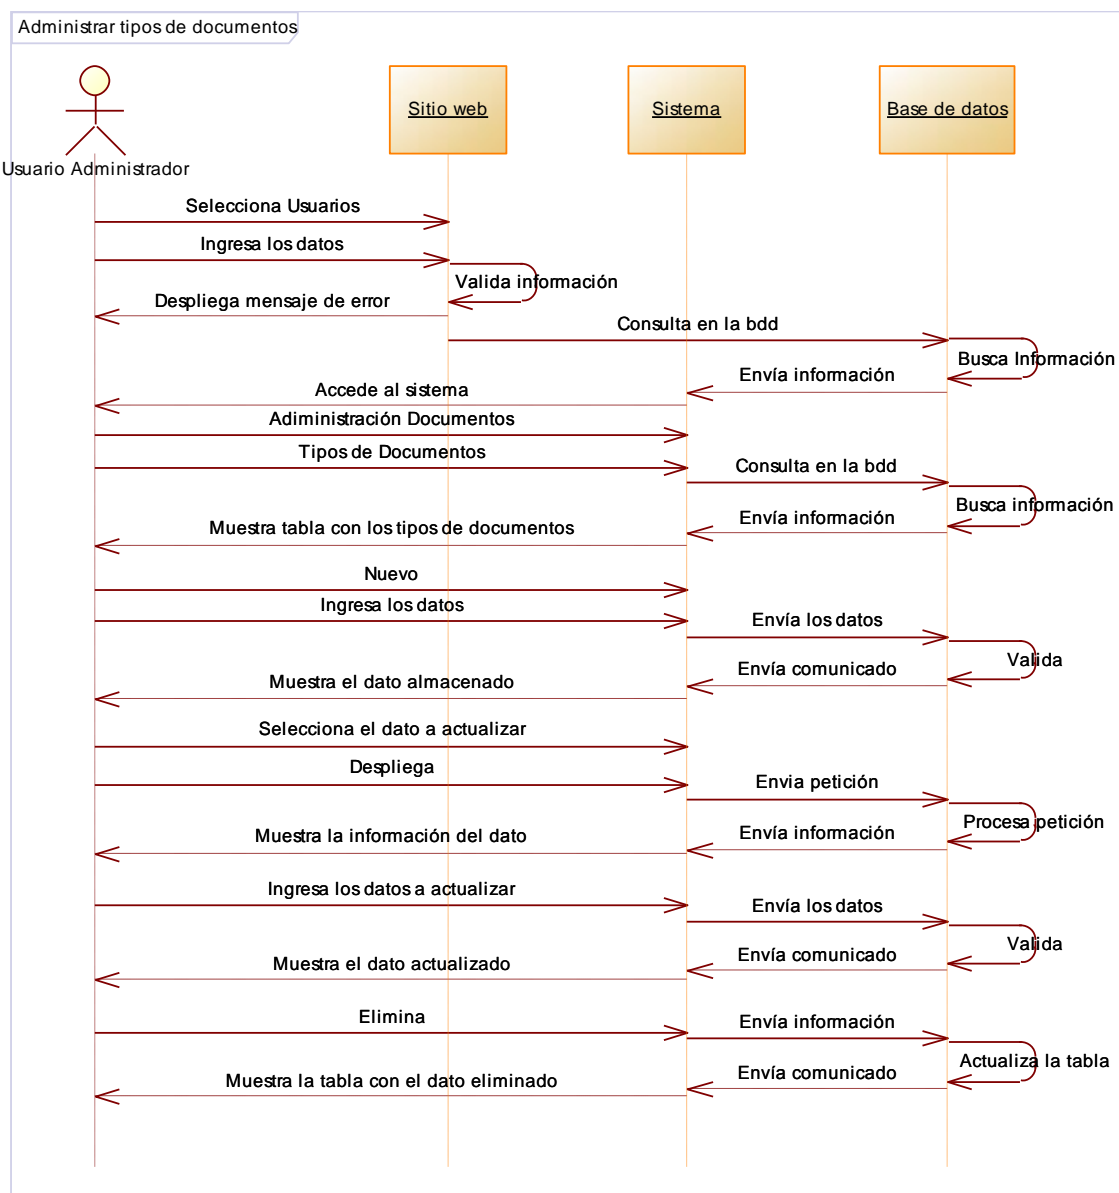 Administrar tipos de documentos
Usuario Administrador
Sitio web
Sistema
Base de datos
Selecciona Usuarios
Ingresa los datos
Valida información
Despliega mensaje de error
Consulta en la bdd
Busca Información
Envía información
Accede al sistema
Adiministración Documentos
Tipos de Documentos
Consulta en la bdd
Busca información
Envía información
Muestra tabla con los tipos de documentos
Nuevo
Ingresa los datos
Envía los datos
Valida
Envía comunicado
Muestra el dato almacenado
Selecciona el dato a actualizar
Despliega
Envia petición
Procesa petición
Envía información
Muestra la información del dato
Ingresa los datos a actualizar
Envía los datos
Valida
Envía comunicado
Muestra el dato actualizado
Elimina
Envía información
Actualiza la tabla
Envía comunicado
Muestra la tabla con el dato eliminado